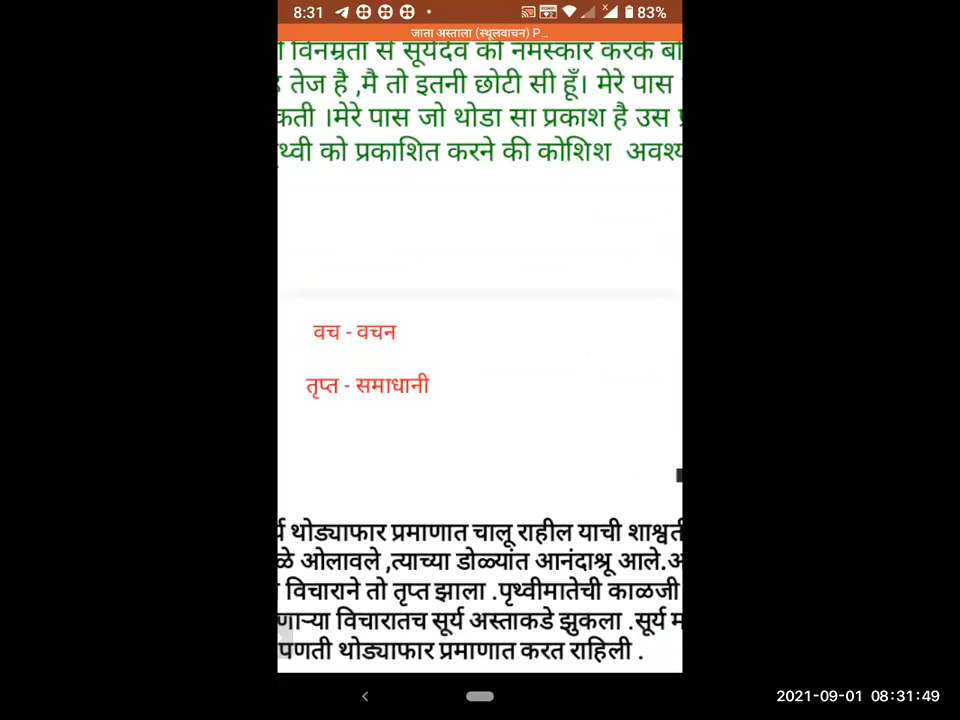 8:31
83%
जाता अस्ताला (स्थूलवाचन) P...
विनम्रता से सूर्यदेव को नमस्कार करके
तेज है ,मै तो इतनी छोटी सी हूँ। मेरे पास
।मेरे पास जो थोडा सा प्रकाश है उस
को प्रकाशित करने की कोशिश अवश्य
वच - वचन
तृप्त - समाधानी
थोड्याफार प्रमाणात चालू राहील याची
ओलावले ,त्याच्या डोळ्यांत आनंदाश्रू आले.
विचाराने तो तृप्त झाला .पृथ्वीमातेची काळजी
विचारातच सूर्य अस्ताकडे झुकला .सूर्य
पणती थोड्याफार प्रमाणात करत राहिली .
2021-09-01 08:31:49